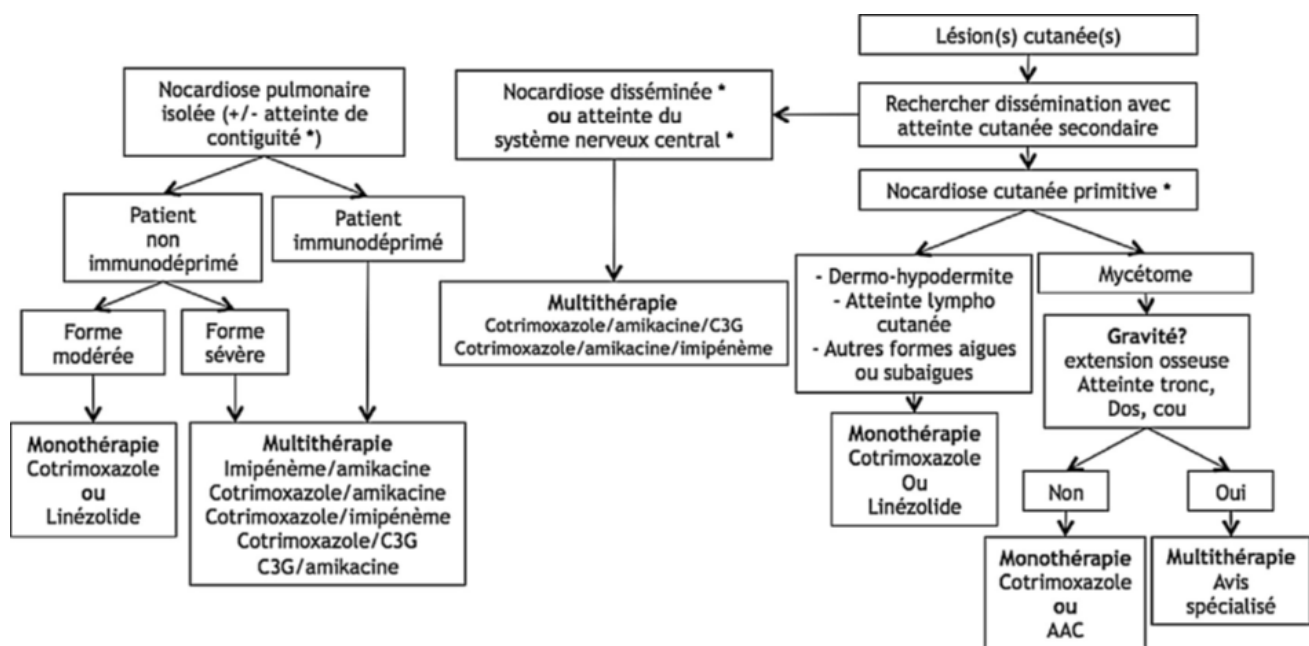 Lésion(s) cutanée(s)
Nocardiose pulmonaire
isolée (+/- atteinte de
contiguité *)
Nocardiose disséminée *
ou atteinte du
système nerveux central *
Rechercher dissémination avec
atteinte cutanée secondaire
Nocardiose cutanée primitive *
Patient
non
immunodéprimé
Patient
immunodéprimé
Forme
modérée
Forme
sévère
Monothérapie
Cotrimoxazole
ou
Linézolide
Multithérapie
Imipénème/amikacine
Cotrimoxazole/amikacine
Cotrimoxazole/imipénème
Cotrimoxazole/C3G
C3G/amikacine
Multithérapie
Cotrimoxazole/amikacine/C3G
Cotrimoxazole/amikacine/imipénème
- Dermo-hypodermite
- Atteinte lympho
cutanée
- Autres formes aigues
ou subaigues
Monothérapie
Cotrimoxazole
Ou
Linézolide
Mycétome
Gravité?
extension osseuse
Atteinte tronc,
Dos, cou
Non
Oui
Monothérapie
Cotrimoxazole
ou
AAC
Multithérapie
Avis
spécialisé